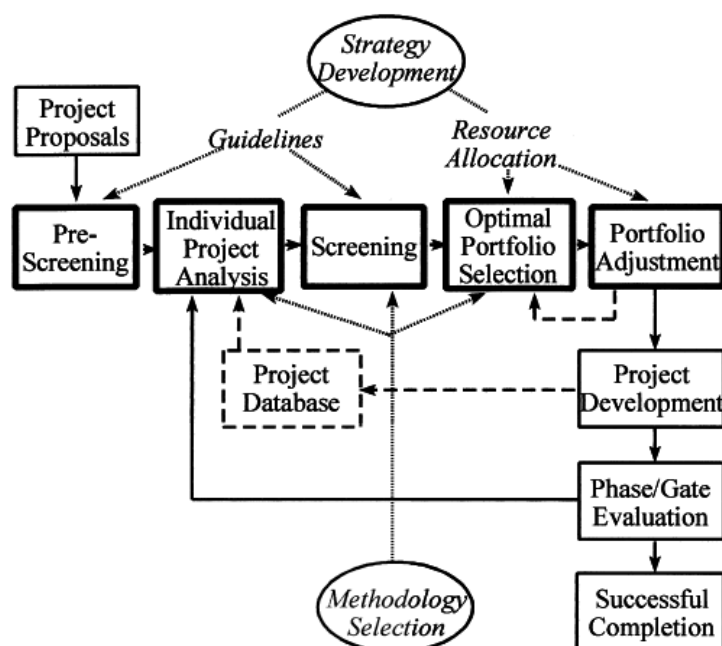 Strategy
Development
Project
Proposals
Guidelines
Resource
Allocation
Pre-
Screening
Individual
Project
Analysis
Screening
Optimal
Portfolio
Selection
Portfolio
Adjustment
Project
Database
Project
Development
Phase/Gate
Evaluation
Methodology
Selection
Successful
Completion